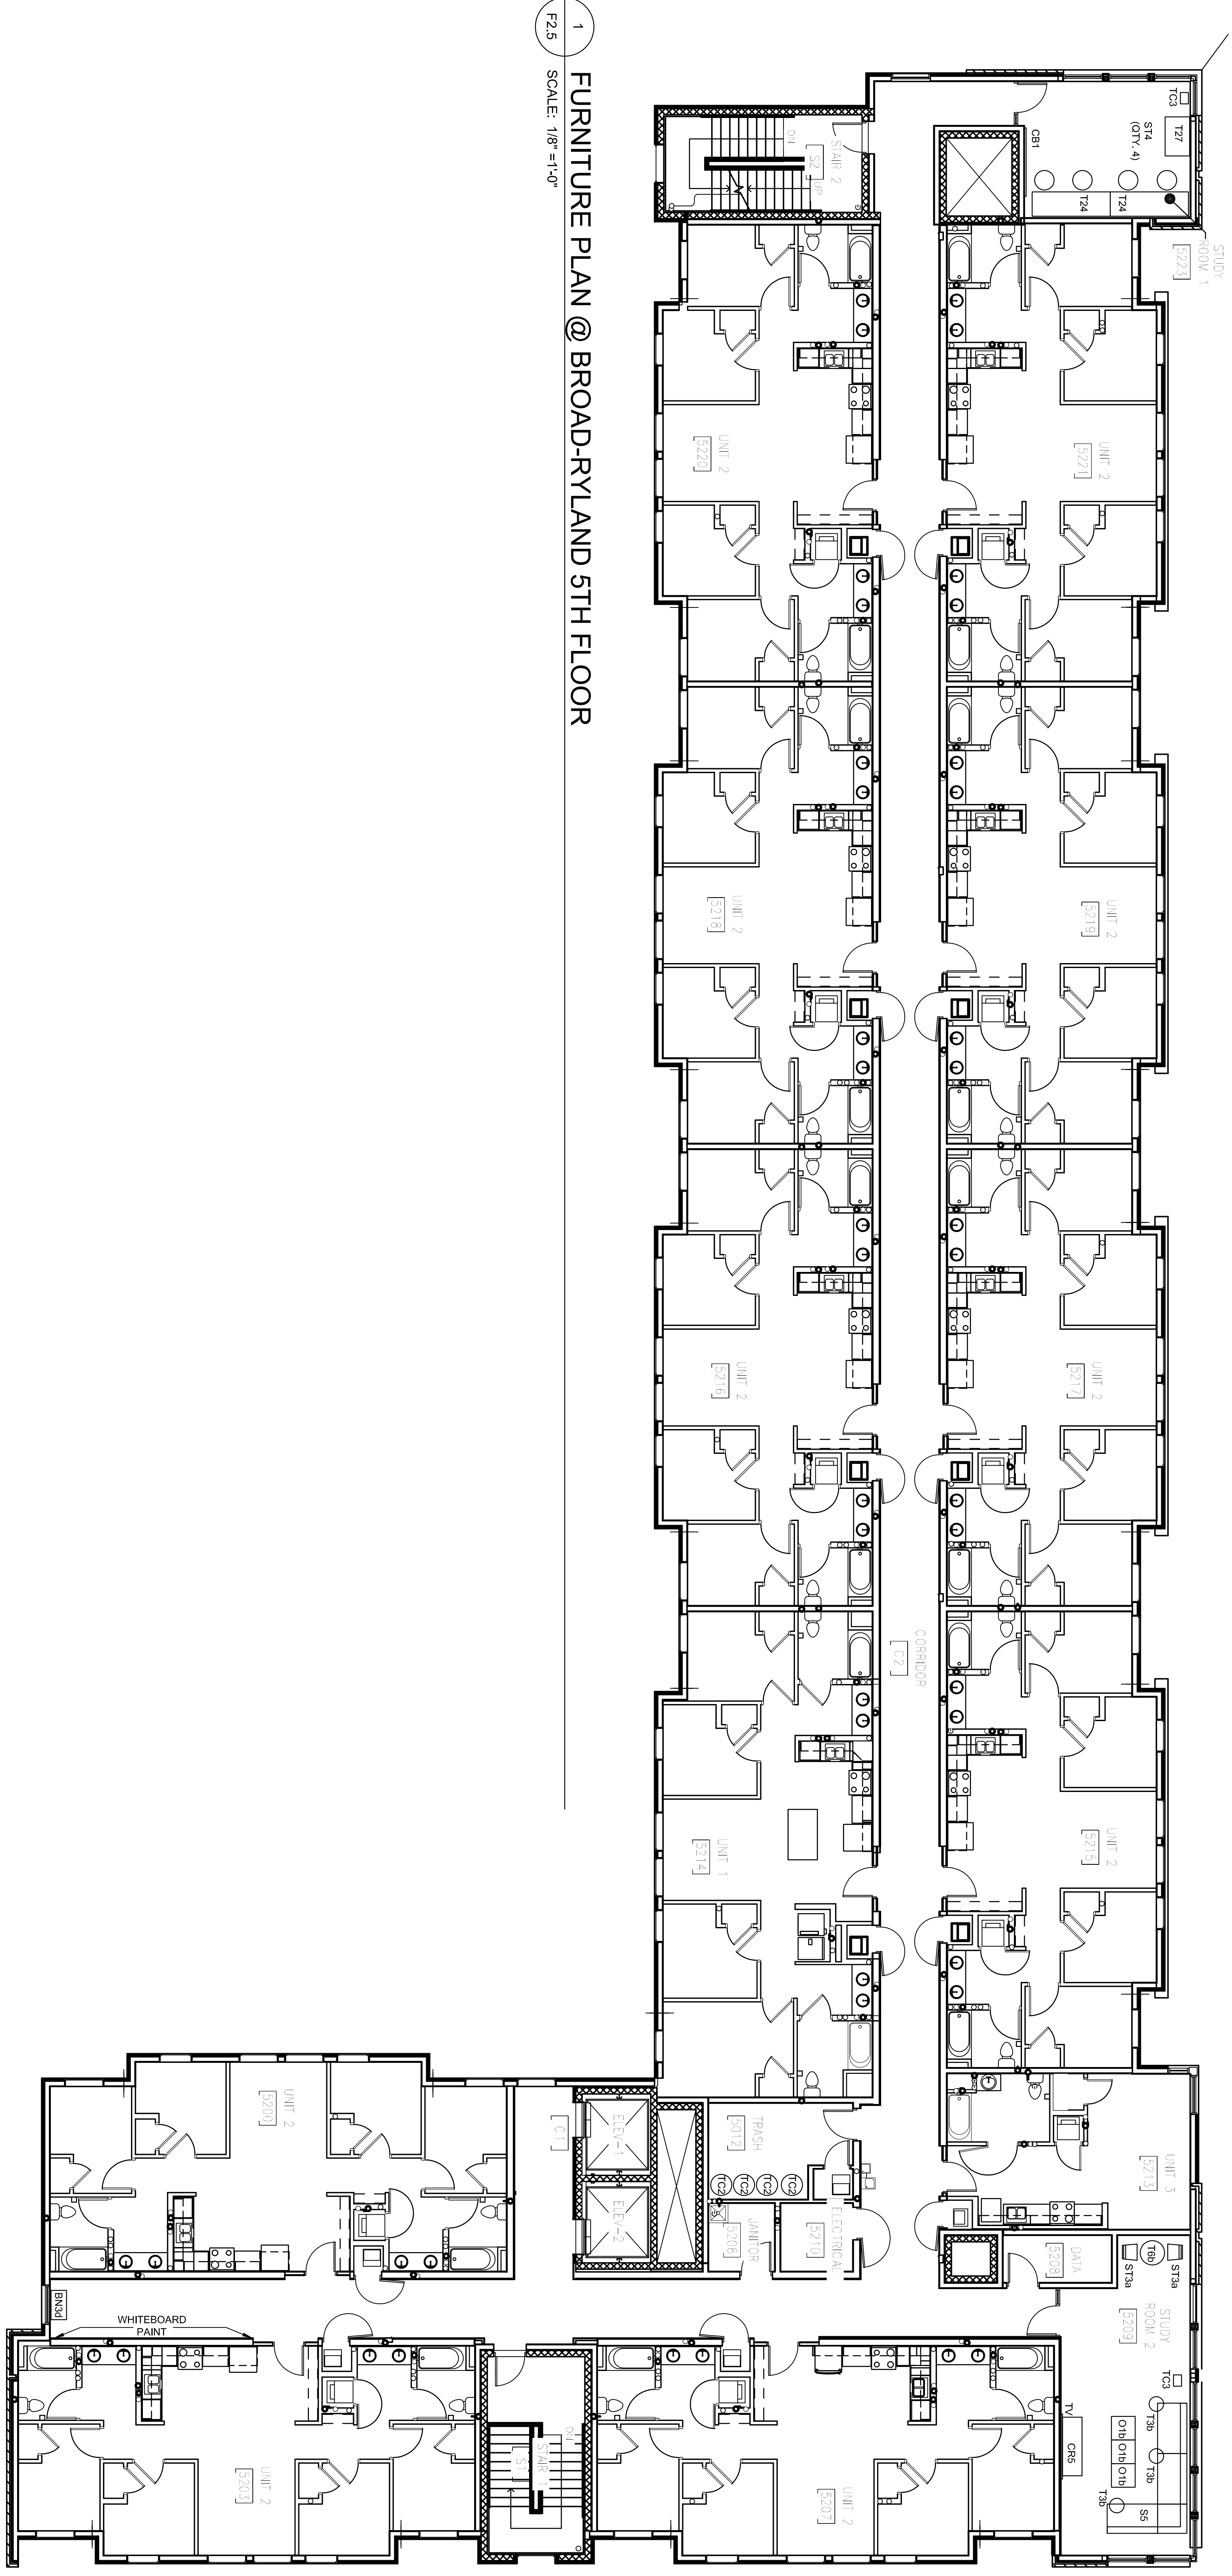 1
F2.5
FURNITURE PLAN @ BROAD-RYLAND 5TH FLOOR
SCALE: 1/8" =1'-0"
TC3
T27
ST4
(QTY. 4)
CB1
T24
T24
STUDY
ROOM 1
5223
STAIR 2
S2
DN
UP
UNIT 2
5220
UNIT 2
5221
UNIT 2
5218
UNIT 2
5219
UNIT 2
5216
UNIT 2
5217
CORRIDOR
C2
UNIT 1
5214
UNIT 2
5215
UNIT 3
5213
TRASH
5012
TC2
TC2
TC2
TC2
ELECTRICAL
5210
JANITOR
5206
ELEV-1
ELEV-2
C1
DATA
5208
ST3a
T6b
ST3a
STUDY
ROOM 2
5209
TC3
TV
CR5
O1b
O1b
O1b
T3b
T3b
T3b
S5
UNIT 2
5200
BN3d
WHITEBOARD
PAINT
UNIT 2
5203
STAIR 1
S1
DN
UNIT 2
5207